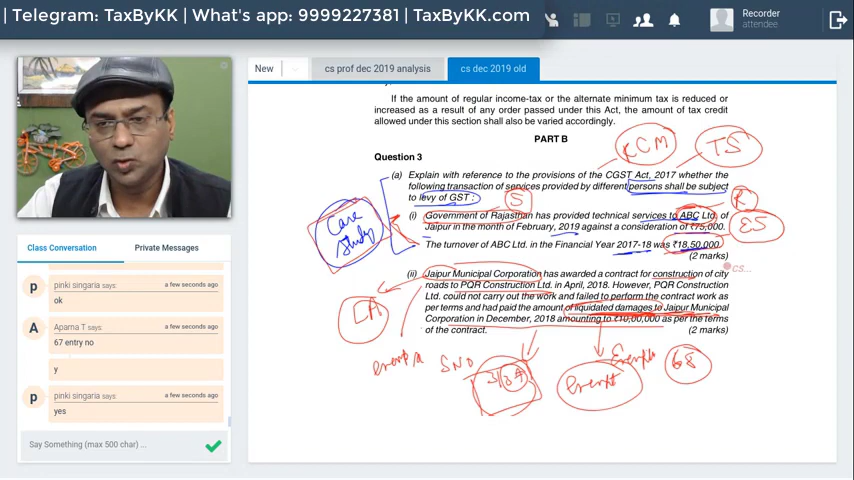 | Telegram: TaxByKK | What's app: 9999227381 | TaxByKK.com
Recorder
attendee
New
cs prof dec 2019 analysis
cs dec 2019 old
If the amount of regular income-tax or the alternate minimum tax is reduced or
increased as a result of any order passed under this Act, the amount of tax credit
allowed under this section shall also be varied accordingly.
PART B
KCM
TS
Question 3
(a) Explain with reference to the provisions of the CGST Act, 2017 whether the
following transaction of services provided by different persons shall be subject
to levy of GST :
S
R
(i) Government of Rajasthan has provided technical services to ABC Ltd. of
Jaipur in the month of February, 2019 against a consideration of ₹75,000.
ES
Case
Study
The turnover of ABC Ltd. in the Financial Year 2017-18 was ₹18,50,000.
(2 marks)
cs...
(ii) Jaipur Municipal Corporation has awarded a contract for construction of city
roads to PQR Construction Ltd. in April, 2018. However, PQR Construction
Ltd. could not carry out the work and failed to perform the contract work as
per terms and had paid the amount of liquidated damages to Jaipur Municipal
Corporation in December, 2018 amounting to ₹10,00,000 as per the terms
of the contract.
(2 marks)
LA
SNO
Exempt
68
Class Conversation
Private Messages
p
pinki singaria says:
a few seconds ago
ok
A
Aparna T says:
a few seconds ago
67 entry no
y
p
pinki singaria says:
a few seconds ago
yes
Say Something (max 500 char) ...